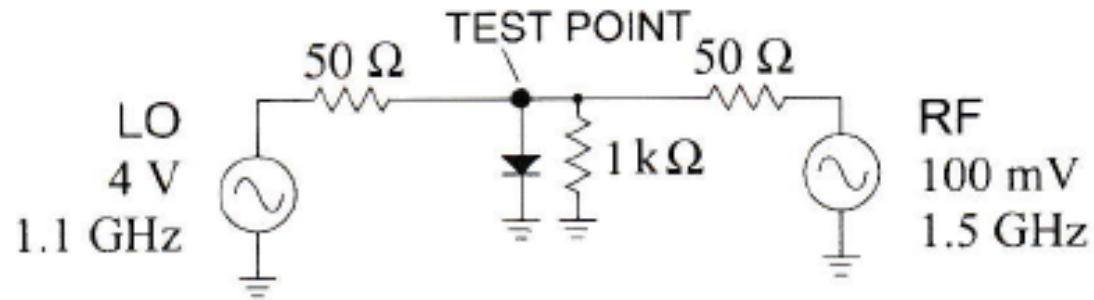 TEST POINT
50 Ω
50 Ω
LO
4 V
1.1 GHz
1 kΩ
RF
100 mV
1.5 GHz